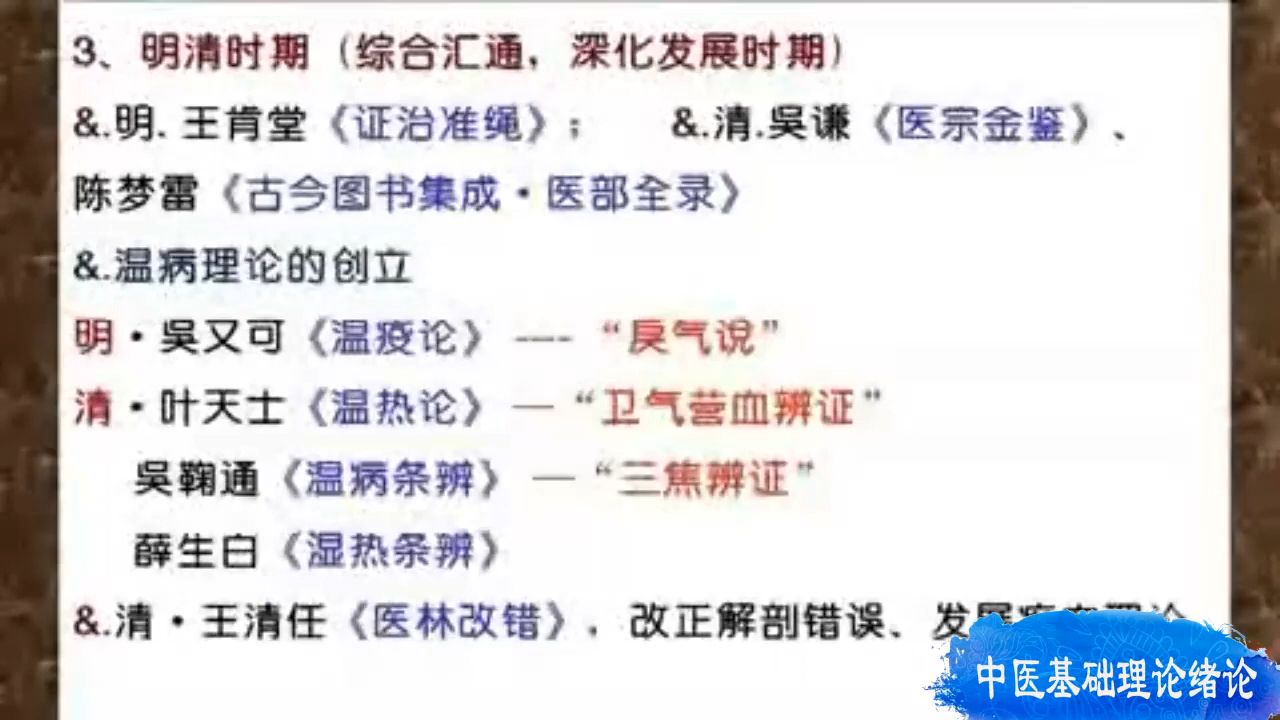 3、明清时期（综合汇通，深化发展时期）
&.明. 王肯堂《证治准绳》； &.清.吳谦《医宗金鉴》、
陈梦雷《古今图书集成·医部全录》
&.温病理论的创立
明·吳又可《温疫论》 ---- “戾气说”
清·叶天士《温热论》 — “卫气营血辨证”
吳鞠通《温病条辨》 — “三焦辨证”
薛生白《湿热条辨》
&.清·王清任《医林改错》，改正解剖错误、发展
中医基础理论绪论